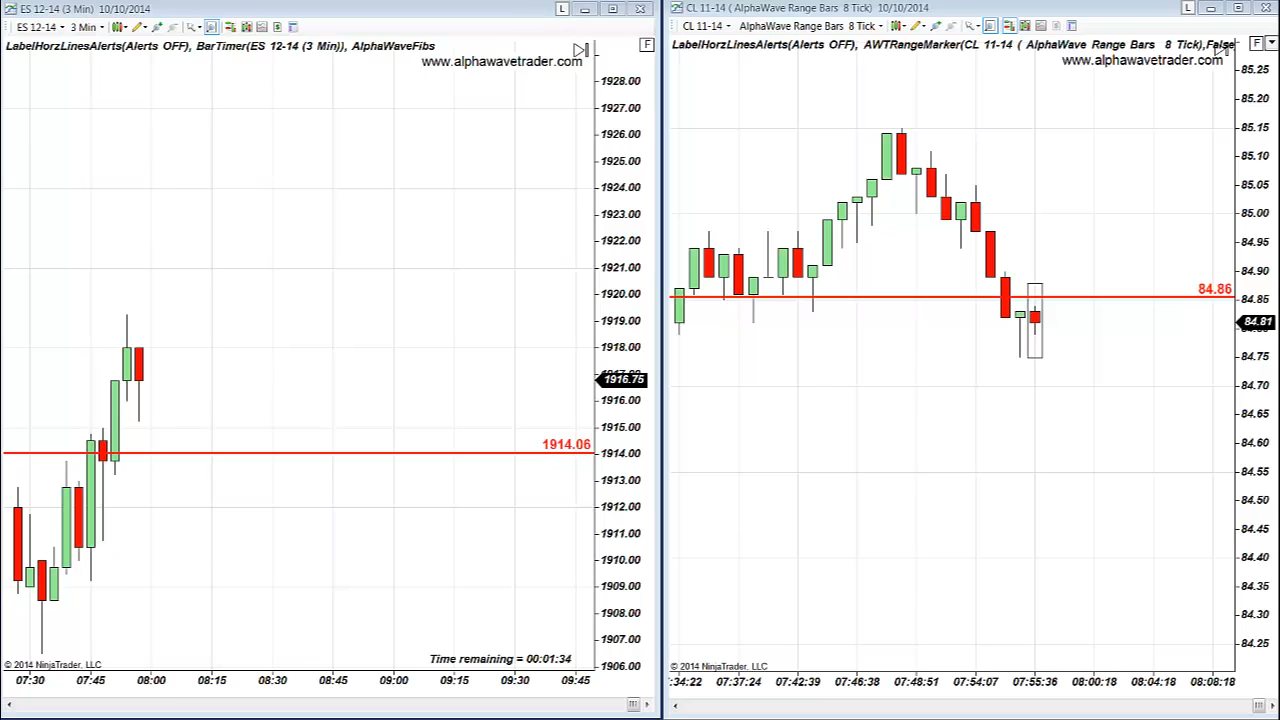 ES 12-14 (3 Min)  10/10/2014
L
ES 12-14
3 Min
LabelHorzLinesAlerts(Alerts OFF), BarTimer(ES 12-14 (3 Min)), AlphaWaveFibs
F
www.alphawavetrader.com
1928.00
1927.00
1926.00
1925.00
1924.00
1923.00
1922.00
1921.00
1920.00
1919.00
1918.00
1916.75
1916.00
1915.00
1914.06
1914.00
1913.00
1912.00
1911.00
1910.00
1909.00
1908.00
1907.00
1906.00
Time remaining = 00:01:34
© 2014 NinjaTrader, LLC
07:30 07:45 08:00 08:15 08:30 08:45 09:00 09:15 09:30 09:45
CL 11-14 ( AlphaWave Range Bars  8 Tick)  10/10/2014
L
CL 11-14
AlphaWave Range Bars  8 Tick
LabelHorzLinesAlerts(Alerts OFF), AWTRangeMarker(CL 11-14 ( AlphaWave Range Bars 8 Tick),False
F
www.alphawavetrader.com
85.25
85.20
85.15
85.10
85.05
85.00
84.95
84.90
84.86
84.85
84.81
84.75
84.70
84.65
84.60
84.55
84.50
84.45
84.40
84.35
84.30
84.25
© 2014 NinjaTrader, LLC
:34:22 07:37:24 07:42:39 07:46:38 07:48:51 07:54:07 07:55:36 08:00:18 08:04:18 08:08:18